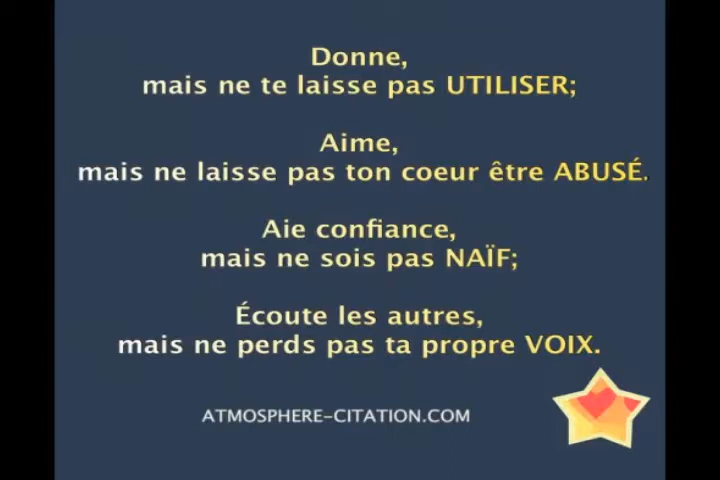 Donne,
mais ne te laisse pas UTILISER;
Aime,
mais ne laisse pas ton coeur être ABUSÉ.
Aie confiance,
mais ne sois pas NAÏF;
Écoute les autres,
mais ne perds pas ta propre VOIX.
ATMOSPHERE-CITATION.COM